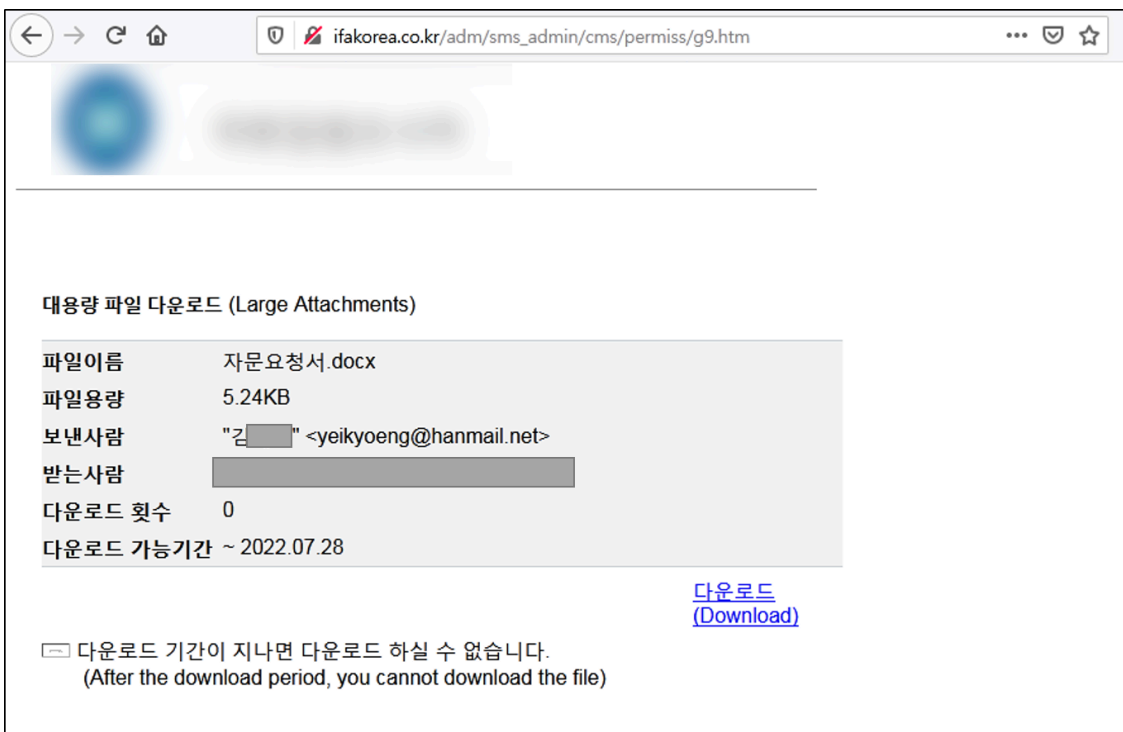 ifakorea.co.kr/adm/sms_admin/cms/permiss/g9.htm
대용량 파일 다운로드 (Large Attachments)
파일이름 자문요청서.docx
파일용량 5.24KB
보낸사람 "김 " <yeikyoeng@hanmail.net>
받는사람
다운로드 횟수 0
다운로드 가능기간 ~ 2022.07.28
다운로드
(Download)
다운로드 기간이 지나면 다운로드 하실 수 없습니다.
(After the download period, you cannot download the file)